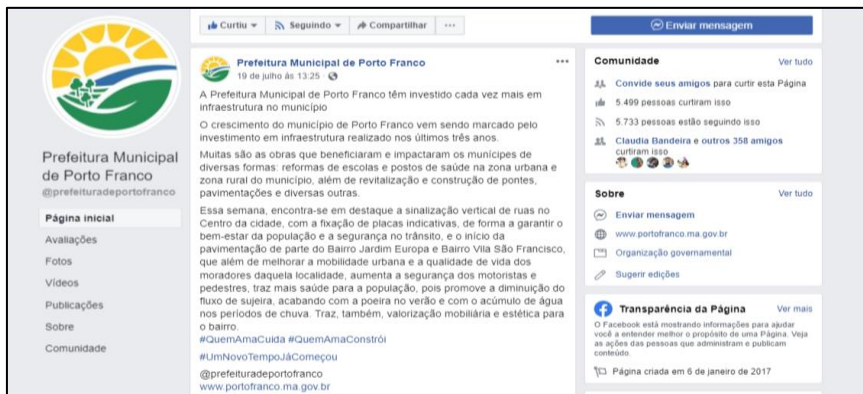 Curtiu
Seguindo
Compartilhar
Enviar mensagem
Prefeitura Municipal
de Porto Franco
@prefeituradeportofranco
Página inicial
Avaliações
Fotos
Vídeos
Publicações
Sobre
Comunidade
Prefeitura Municipal de Porto Franco
19 de julho às 13:25 ·
A Prefeitura Municipal de Porto Franco têm investido cada vez mais em
infraestrutura no município
O crescimento do município de Porto Franco vem sendo marcado pelo
investimento em infraestrutura realizado nos últimos três anos.
Muitas são as obras que beneficiaram e impactaram os munícipes de
diversas formas: reformas de escolas e postos de saúde na zona urbana e
zona rural do município, além de revitalização e construção de pontes,
pavimentações e diversas outras.
Essa semana, encontra-se em destaque a sinalização vertical de ruas no
Centro da cidade, com a fixação de placas indicativas, de forma a garantir o
bem-estar da população e a segurança no trânsito, e o início da
pavimentação de parte do Bairro Jardim Europa e Bairro Vila São Francisco,
que além de melhorar a mobilidade urbana e a qualidade de vida dos
moradores daquela localidade, aumenta a segurança dos motoristas e
pedestres, traz mais saúde para a população, pois promove a diminuição do
fluxo de sujeira, acabando com a poeira no verão e com o acúmulo de água
nos períodos de chuva. Traz, também, valorização mobiliária e estética para
o bairro.
#QuemAmaCuida #QuemAmaConstrói
#UmNovoTempoJáComeçou
@prefeituradeportofranco
www.portofranco.ma.gov.br
Comunidade Ver tudo
Convide seus amigos para curtir esta Página
5.499 pessoas curtiram isso
5.733 pessoas estão seguindo isso
Claudia Bandeira e outros 358 amigos
curtiram isso
Sobre Ver tudo
Enviar mensagem
www.portofranco.ma.gov.br
Organização governamental
Sugerir edições
Transparência da Página Ver mais
O Facebook está mostrando informações para ajudar
você a entender melhor o propósito de uma Página. Veja
as ações das pessoas que administram e publicam
conteúdo.
Página criada em 6 de janeiro de 2017